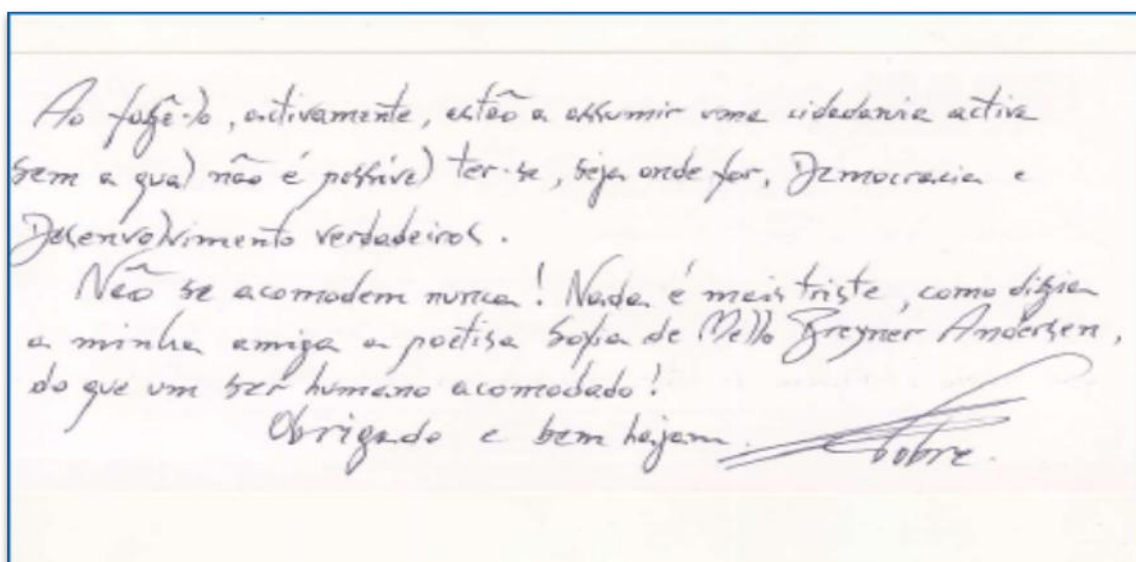 Ao fazê-lo, activamente, estão a assumir uma cidadania activa
sem a qual não é possível ter-se, seja onde for, Democracia e
Desenvolvimento verdadeiros.
Não se acomodem nunca! Nada é mais triste, como dizia
a minha amiga a poetisa Sofia de Mello Breyner Andersen,
do que um ser humano acomodado!
Obrigado e bem hajam.
Nobre.